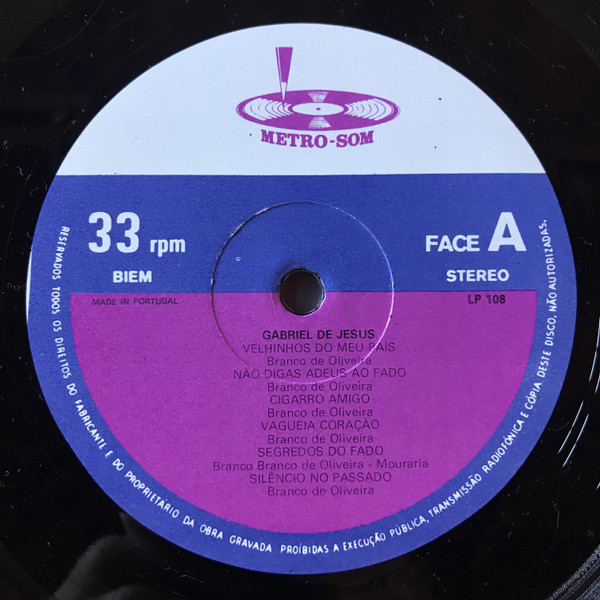 METRO-SOM
33 rpm
FACE A
BIEM
STEREO
MADE IN PORTUGAL
LP 108
GABRIEL DE JESUS
VELHINHOS DO MEU PAIS
Branco de Oliveira
NÃO DIGAS ADEUS AO FADO
Branco de Oliveira
CIGARRO AMIGO
Branco de Oliveira
VAGUEIA CORAÇÃO
Branco de Oliveira
SEGREDOS DO FADO
Branco Branco de Oliveira - Mouraria
SILÊNCIO NO PASSADO
Branco de Oliveira
RESERVADOS TODOS OS DIREITOS DO FABRICANTE E DO PROPRIETÁRIO DA OBRA GRAVADA PROÍBIDAS A EXECUÇÃO PÚBLICA, TRANSMISSÃO RADIOFÓNICA E CÓPIA DESTE DISCO, NÃO AUTORIZADAS.